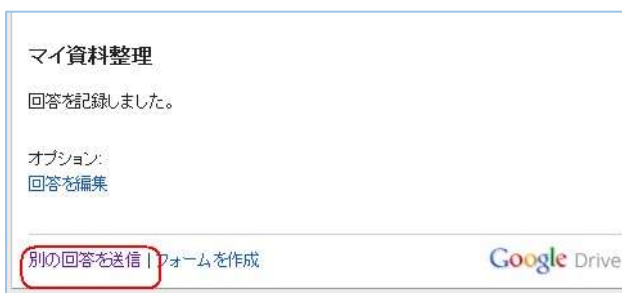 マイ資料整理
回答を記録しました。
オプション:
回答を編集
別の回答を送信 | フォームを作成
Google Drive